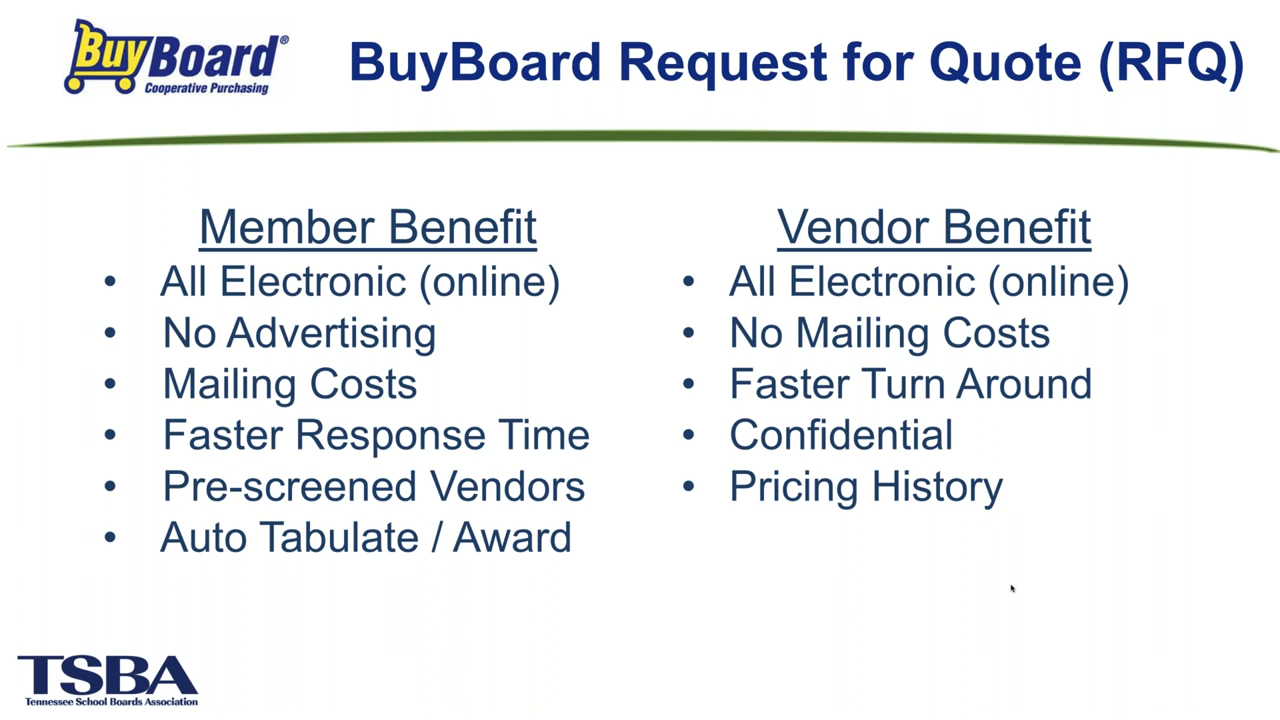 BuyBoard®
Cooperative Purchasing
BuyBoard Request for Quote (RFQ)
Member Benefit
• All Electronic (online)
• No Advertising
• Mailing Costs
• Faster Response Time
• Pre-screened Vendors
• Auto Tabulate / Award
Vendor Benefit
• All Electronic (online)
• No Mailing Costs
• Faster Turn Around
• Confidential
• Pricing History
TSBA
Tennessee School Boards Association